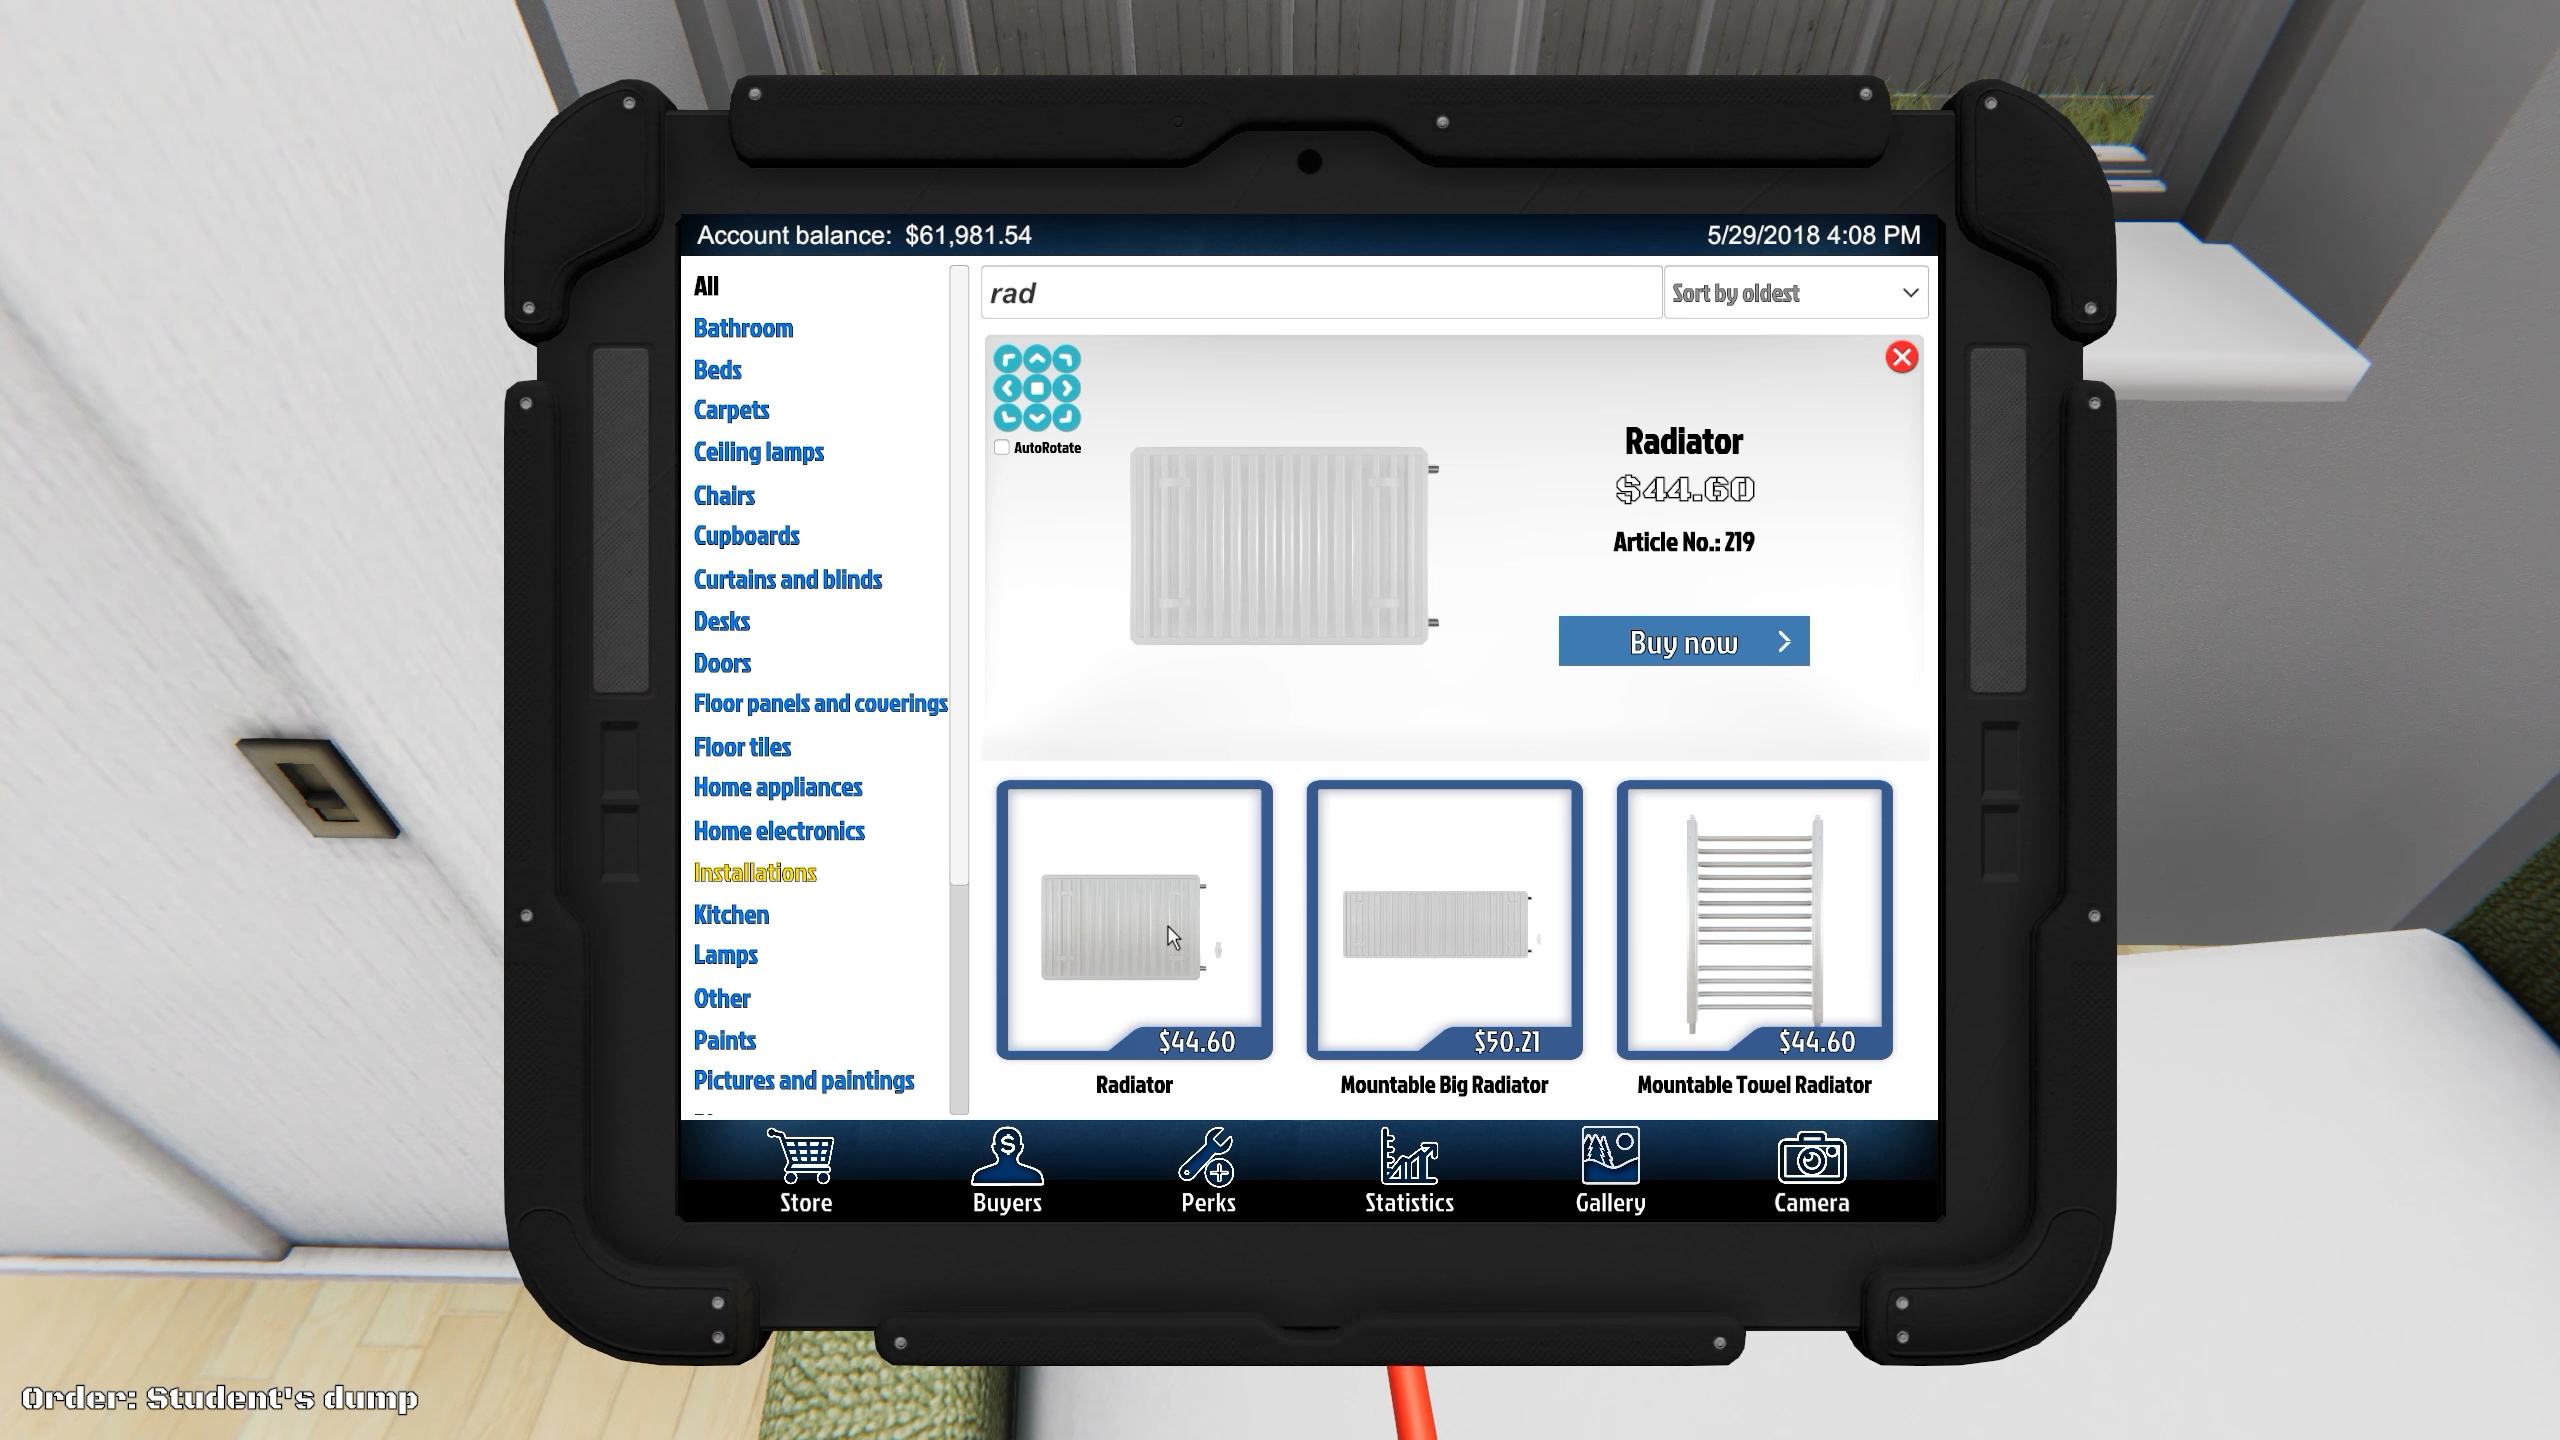 Account balance: $61,981.54
5/29/2018 4:08 PM
All
Bathroom
Beds
Carpets
Ceiling lamps
Chairs
Cupboards
Curtains and blinds
Desks
Doors
Floor panels and coverings
Floor tiles
Home appliances
Home electronics
Installations
Kitchen
Lamps
Other
Paints
Pictures and paintings
rad
Sort by oldest
AutoRotate
Radiator
$44.60
Article No.: 219
Buy now
$44.60
Radiator
$50.21
Mountable Big Radiator
$44.60
Mountable Towel Radiator
Store
Buyers
Perks
Statistics
Gallery
Camera
Order: Student's dump